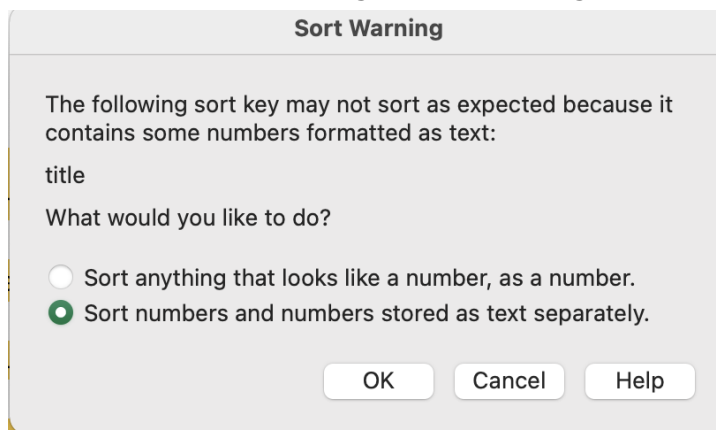 Sort Warning
The following sort key may not sort as expected because it
contains some numbers formatted as text:
title
What would you like to do?
Sort anything that looks like a number, as a number.
Sort numbers and numbers stored as text separately.
OK Cancel Help